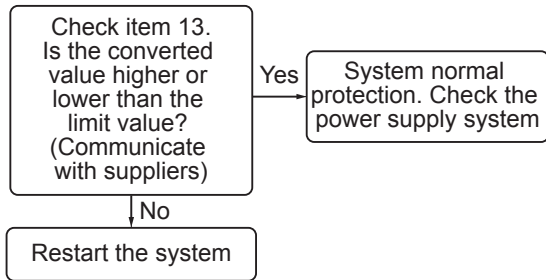 Check item 13.
Is the converted
value higher or
lower than the
limit value?
(Communicate
with suppliers)
Yes
System normal
protection. Check the
power supply system
No
Restart the system